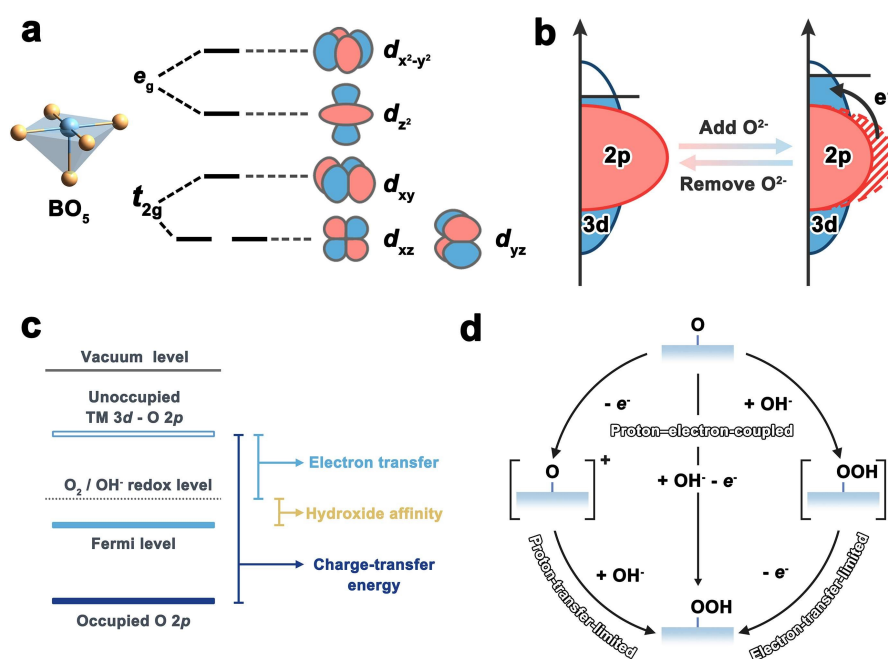 a
BO₅
e_g
t_2g
d_x²-y²
d_z²
d_xy
d_xz
d_yz
b
2p
3d
Add O²⁻
Remove O²⁻
e⁻
2p
3d
c
Vacuum level
Unoccupied
TM 3d - O 2p
O₂ / OH⁻ redox level
Fermi level
Occupied O 2p
Electron transfer
Hydroxide affinity
Charge-transfer
energy
d
O
- e⁻
+ OH⁻
Proton–electron-coupled
O
+
+ OH⁻ - e⁻
OOH
Proton-transfer-limited
+ OH⁻
- e⁻
Electron-transfer-limited
OOH